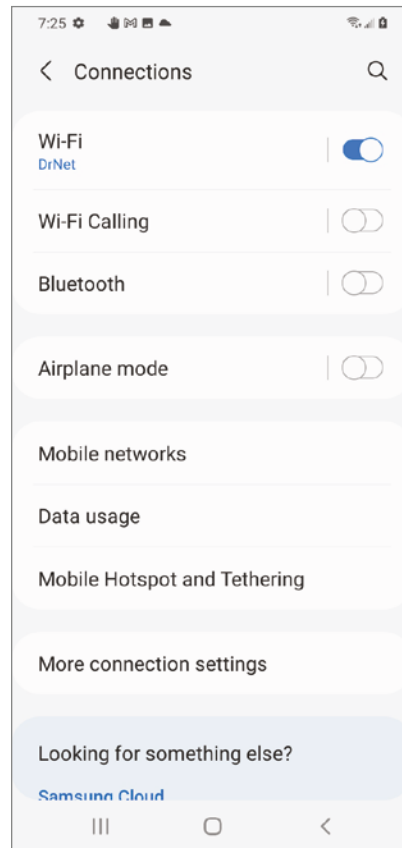 7:25
Connections
Wi-Fi
DrNet
Wi-Fi Calling
Bluetooth
Airplane mode
Mobile networks
Data usage
Mobile Hotspot and Tethering
More connection settings
Looking for something else?
Samsung Cloud